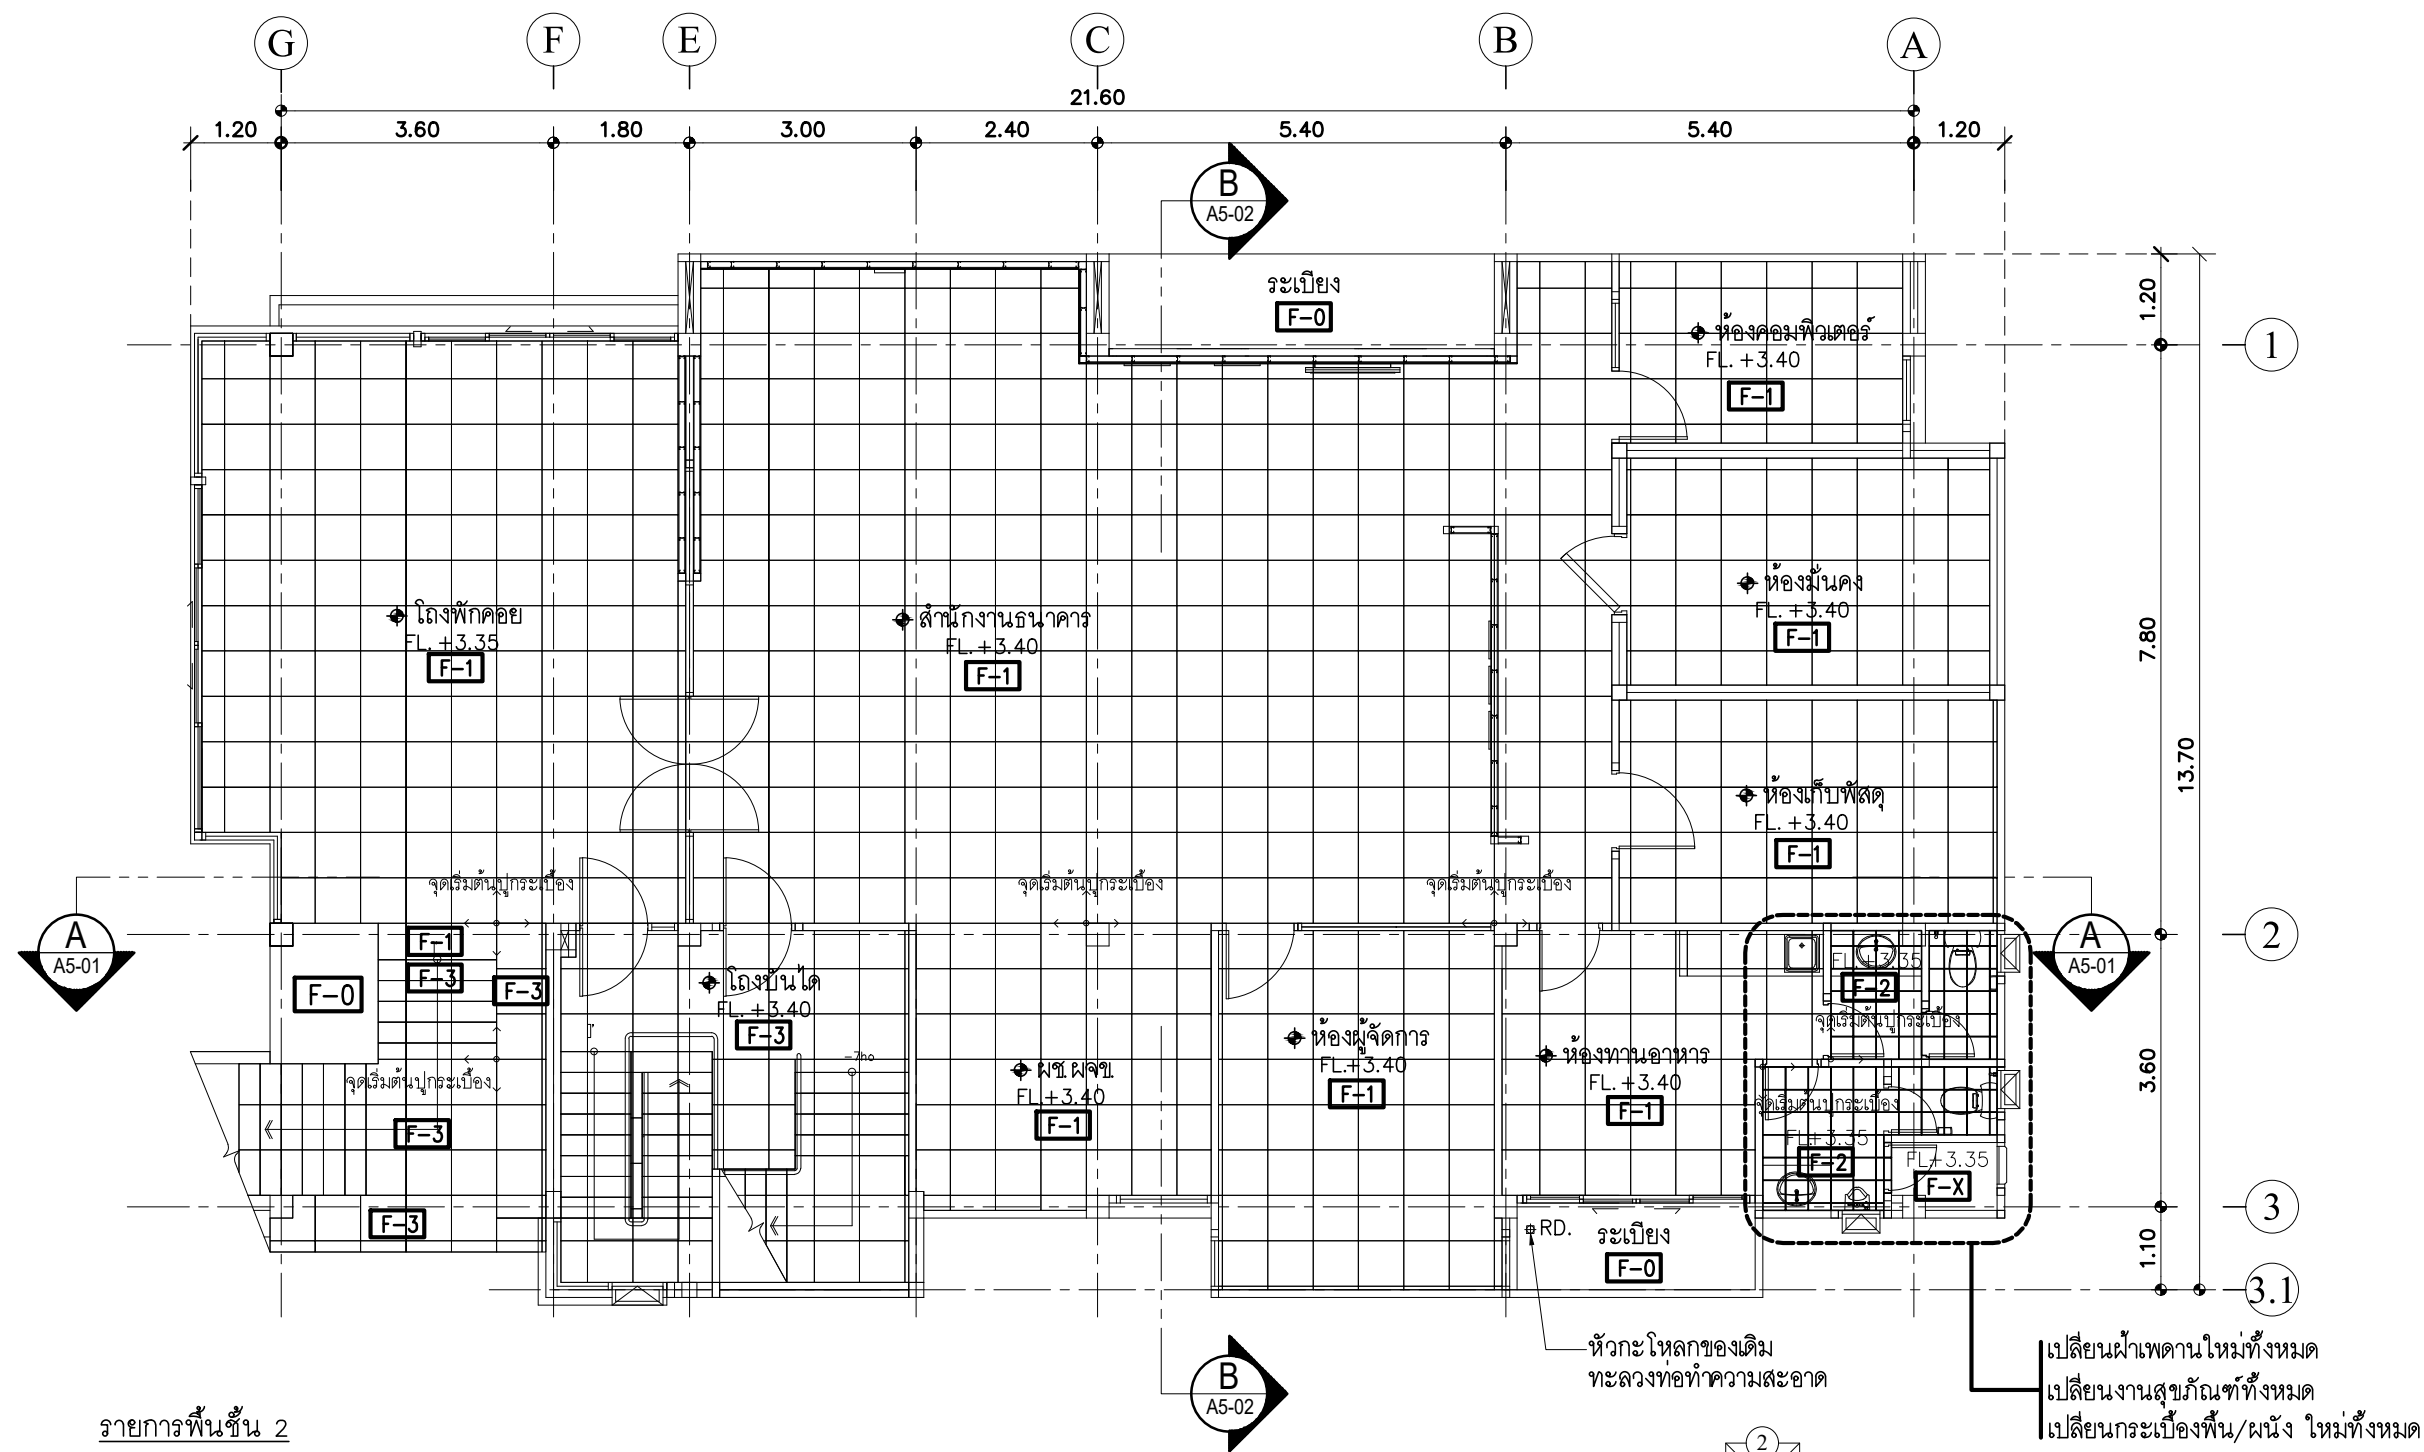 G F E C B A
21.60
1.20 3.60 1.80 3.00 2.40 5.40 5.40 1.20
B
A5-02
ระเบียง
F-0
1.20
ห้องคอมพิวเตอร์
FL. +3.40
F-1
1
ห้องมั่นคง
FL. +3.40
F-1
โถงพักคอย
FL. +3.35
F-1
สำนักงานธนาคาร
FL. +3.40
F-1
7.80
13.70
ห้องเก็บพัสดุ
FL. +3.40
F-1
จุดเริ่มต้นปูกระเบื้อง
จุดเริ่มต้นปูกระเบื้อง
จุดเริ่มต้นปูกระเบื้อง
A
A5-01
F-1
F-3
F-0
F-3
โถงบันได
FL. +3.40
F-3
FL. +3.35
F-2
A
A5-01
2
จุดเริ่มต้นปูกระเบื้อง
ห้องผู้จัดการ
FL.+3.40
F-1
ห้องทานอาหาร
FL. +3.40
F-1
ผช.ผจข.
FL.+3.40
F-1
3.60
จุดเริ่มต้นปูกระเบื้อง
F-3
จุดเริ่มต้นปูกระเบื้อง
FL+3.35
F-2
FL+3.35
F-X
F-3
3
RD.
ระเบียง
F-0
1.10
3.1
หัวกะโหลกของเดิม
ทะลวงท่อทำความสะอาด
เปลี่ยนฝ้าเพดานใหม่ทั้งหมด
เปลี่ยนงานสุขภัณฑ์ทั้งหมด
เปลี่ยนกระเบื้องพื้น/ผนัง ใหม่ทั้งหมด
B
A5-02
รายการพื้นชั้น 2
2